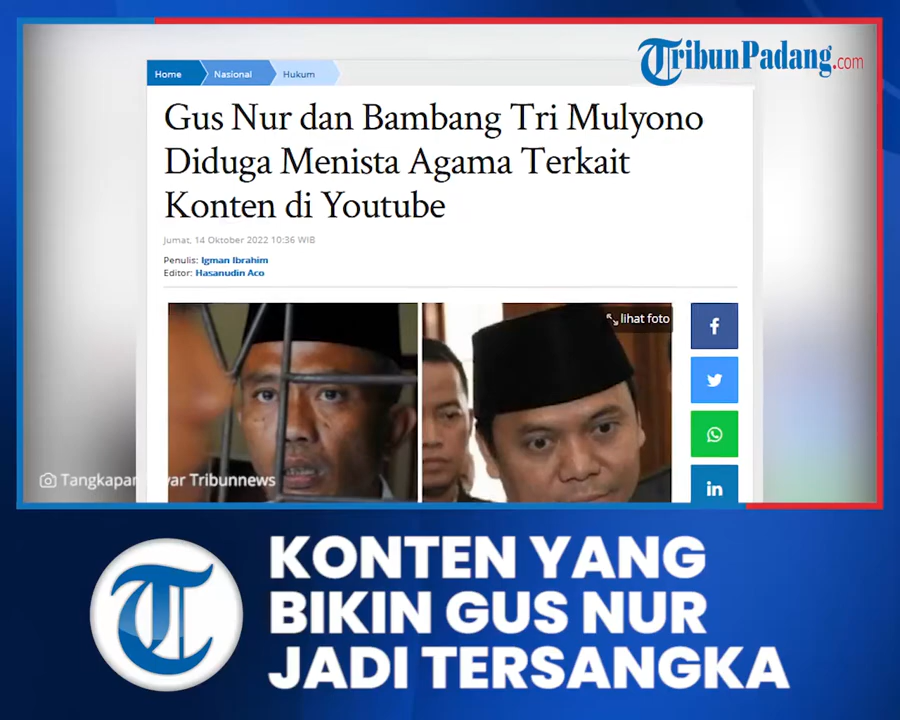 TribunPadang.com
Home Nasional Hukum
Gus Nur dan Bambang Tri Mulyono
Diduga Menista Agama Terkait
Konten di Youtube
Jumat, 14 Oktober 2022 10:36 WIB
Penulis: Igman Ibrahim
Editor: Hasanudin Aco
lihat foto
Tribunnews
KONTEN YANG
BIKIN GUS NUR
JADI TERSANGKA